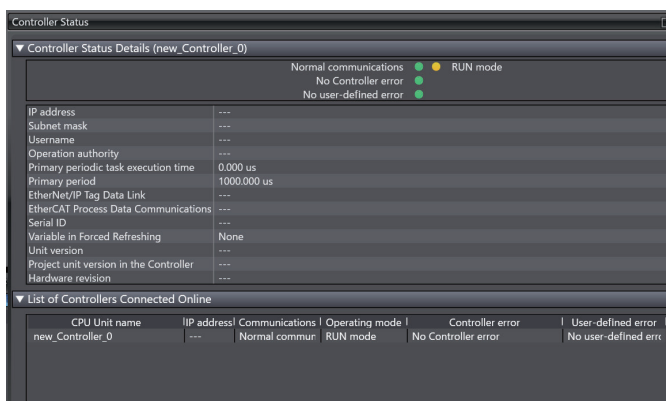 Controller Status
Controller Status Details (new_Controller_0)
Normal communications RUN mode
No Controller error
No user-defined error
IP address ---
Subnet mask ---
Username ---
Operation authority ---
Primary periodic task execution time 0.000 us
Primary period 1000.000 us
EtherNet/IP Tag Data Link ---
EtherCAT Process Data Communications ---
Serial ID ---
Variable in Forced Refreshing None
Unit version ---
Project unit version in the Controller ---
Hardware revision ---
List of Controllers Connected Online
CPU Unit name IP address Communications Operating mode Controller error User-defined error
new_Controller_0 --- Normal commun RUN mode No Controller error No user-defined erro